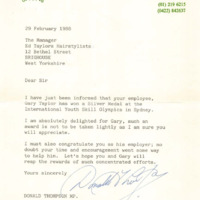 (01) 219 4215
(0422) 842637
25 February 1988
The Manager
Ed Taylors Hairstylists
12 Bethel Street
BRIGHOUSE
West Yorkshire
Dear Sir
I have just been informed that your employee,
Gary Taylor has won a Silver Medal at the
International Youth Skill Olympics in Sydney.
I am absolutely delighted for Gary, such an
award is not to be taken lightly as I am sure you
will appreciate.
I must also congratulate you as his employer: no
doubt your time and encouragement went some way
to help him. Let's hope you and Gary will
reap the rewards of such concentrated efforts.
Yours sincerely
DONALD THOMPSON MP.